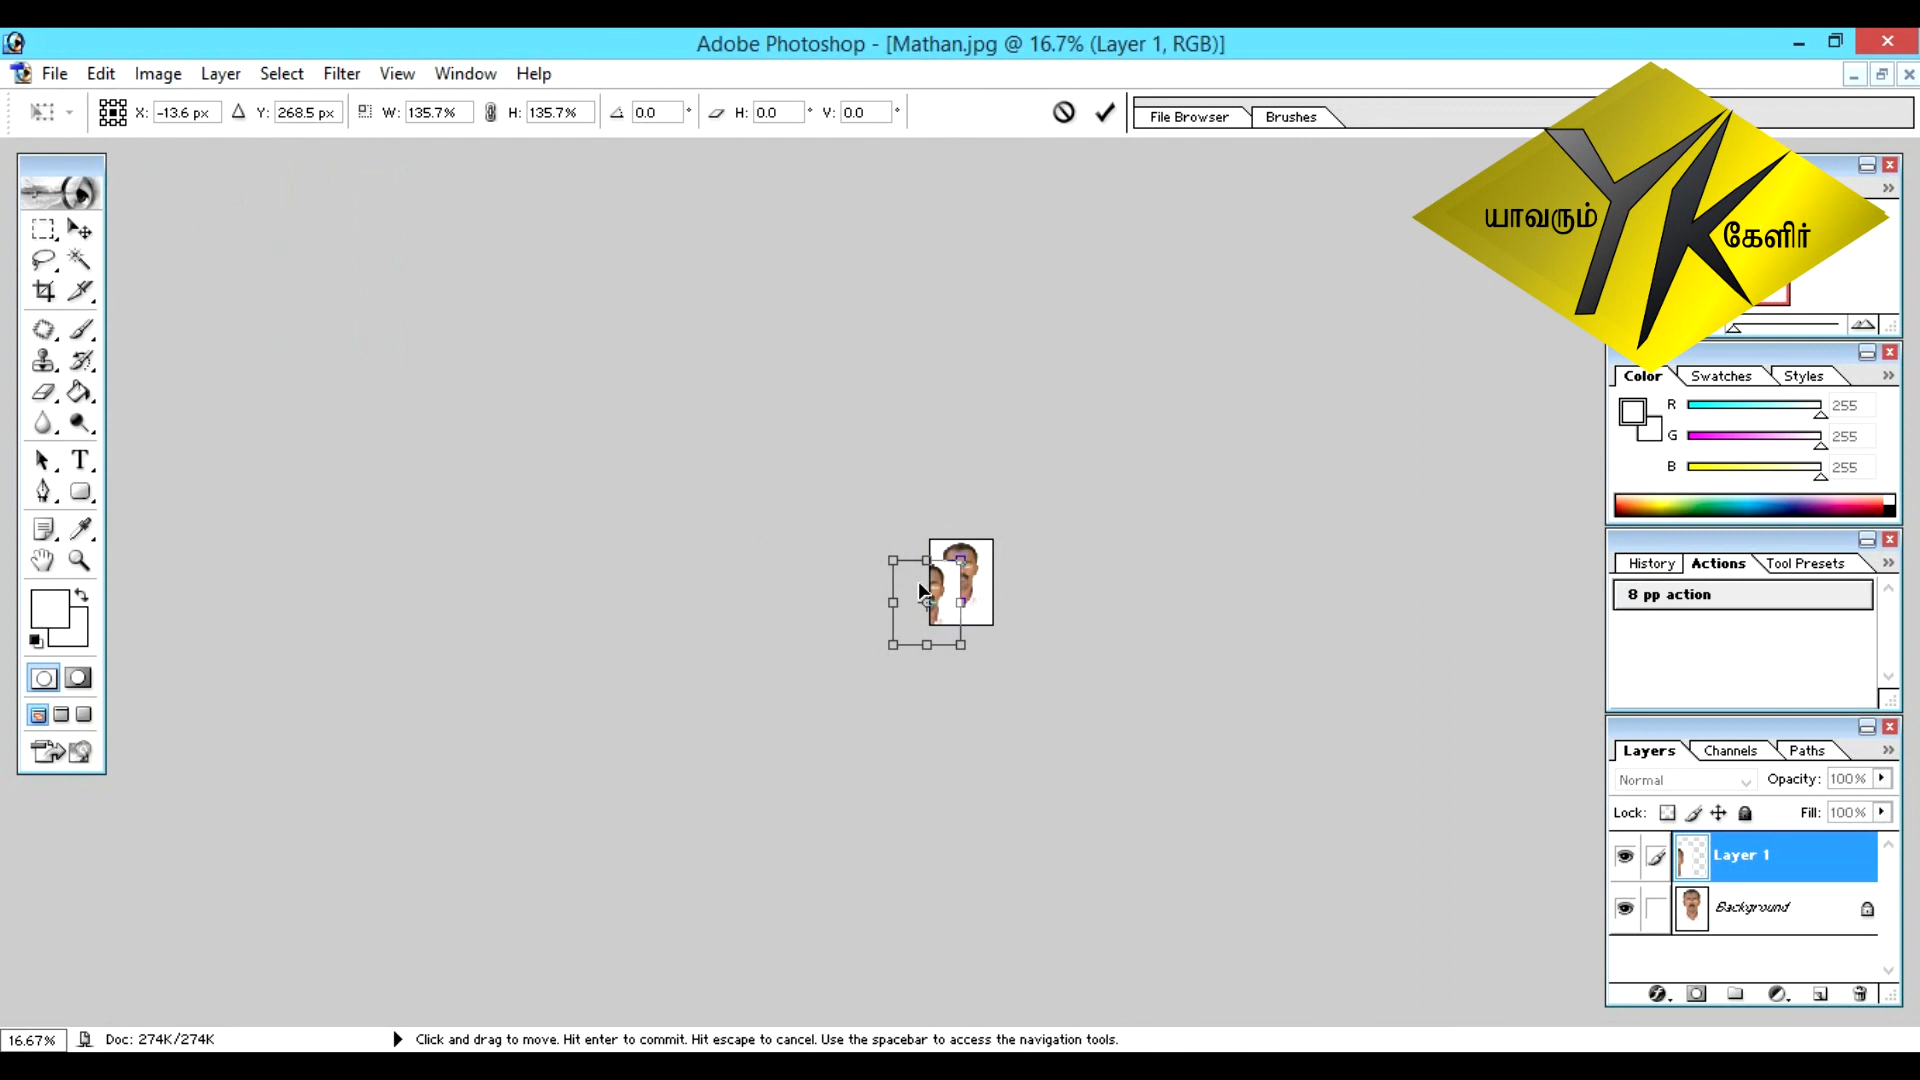 Adobe Photoshop - [Mathan.jpg @ 16.7% (Layer 1, RGB)]
File Edit Image Layer Select Filter View Window Help
X: -13.6 px Y: 268.5 px W: 135.7% H: 135.7% 0.0 ° H: 0.0 ° V: 0.0 °
File Browser Brushes
யாவரும் YK கேளிர்
Color Swatches Styles
R 255
G 255
B 255
History Actions Tool Presets
8 pp action
T
Layers Channels Paths
Normal Opacity: 100%
Lock: Fill: 100%
Layer 1
Background
16.67% Doc: 274K/274K Click and drag to move. Hit enter to commit. Hit escape to cancel. Use the spacebar to access the navigation tools.